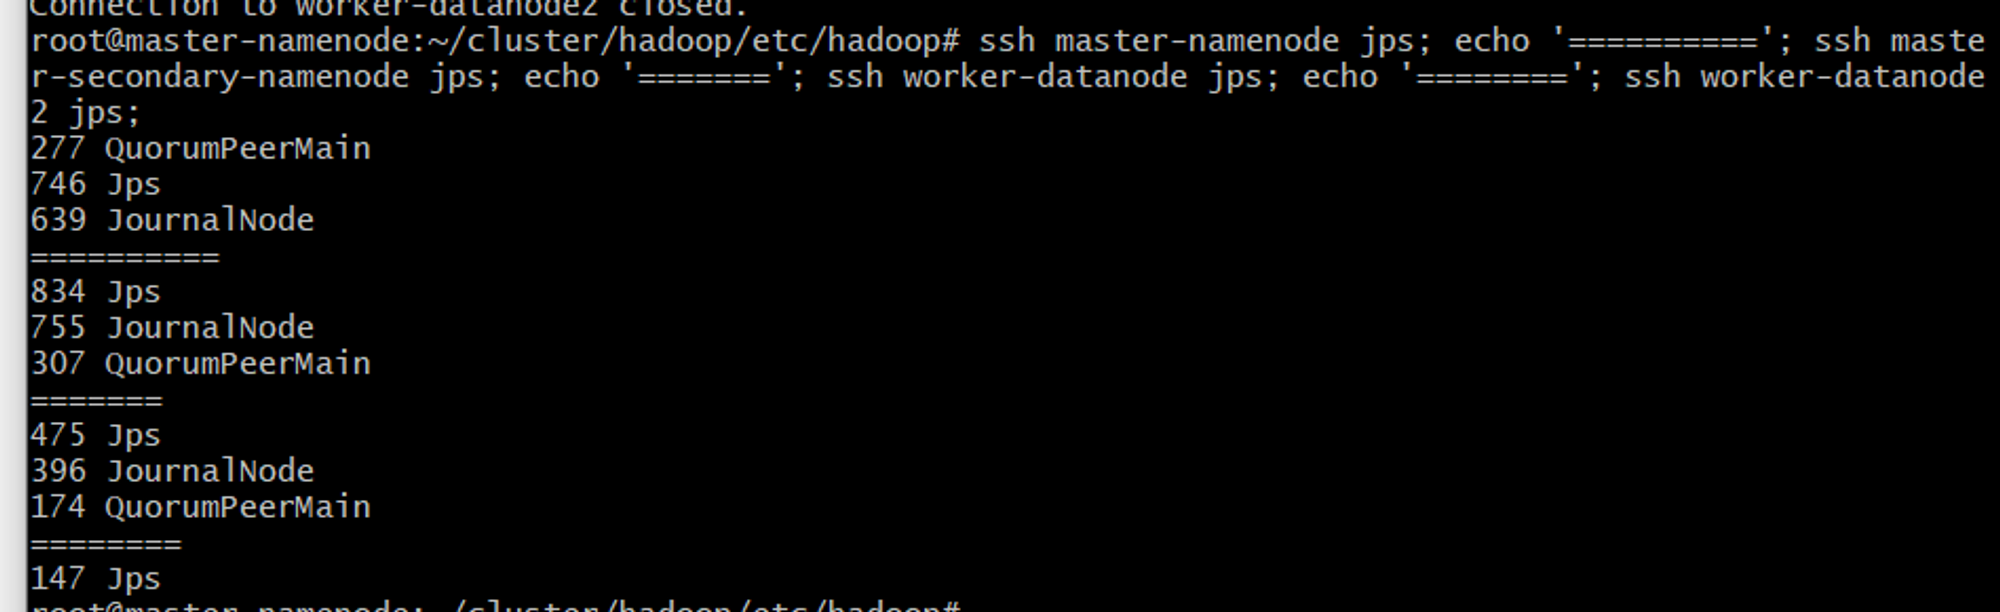 Connection to worker-datanode2 closed.
root@master-namenode:~/cluster/hadoop/etc/hadoop# ssh master-namenode jps; echo '=========='; ssh maste
r-secondary-namenode jps; echo '======='; ssh worker-datanode jps; echo '========'; ssh worker-datanode
2 jps;
277 QuorumPeerMain
746 Jps
639 JournalNode
==========
834 Jps
755 JournalNode
307 QuorumPeerMain
=======
475 Jps
396 JournalNode
174 QuorumPeerMain
========
147 Jps
root@master-namenode:~/cluster/hadoop/etc/hadoop#